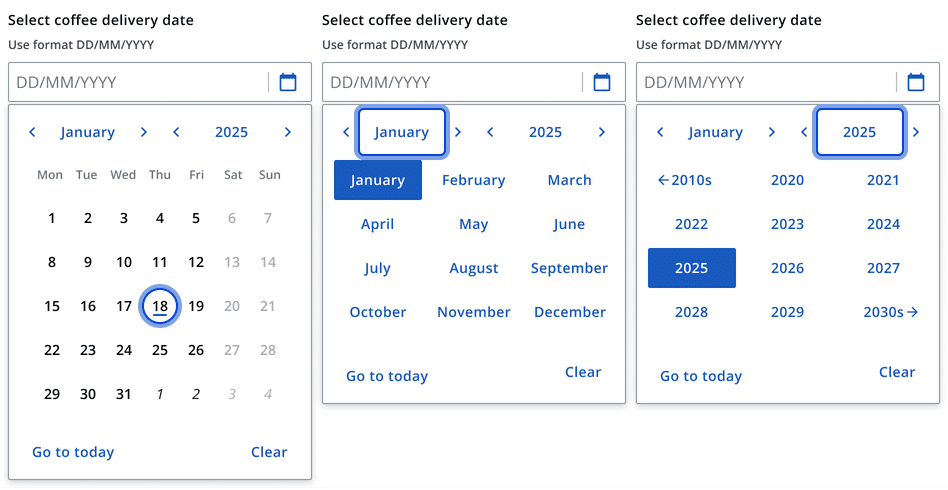 Select coffee delivery date
Use format DD/MM/YYYY
DD/MM/YYYY
January 2025
Mon Tue Wed Thu Fri Sat Sun
1 2 3 4 5 6 7
8 9 10 11 12 13 14
15 16 17 18 19 20 21
22 23 24 25 26 27 28
29 30 31 1 2 3 4
Go to today Clear
Select coffee delivery date
Use format DD/MM/YYYY
DD/MM/YYYY
January 2025
January February March
April May June
July August September
October November December
Go to today Clear
Select coffee delivery date
Use format DD/MM/YYYY
DD/MM/YYYY
January 2025
←2010s 2020 2021
2022 2023 2024
2025 2026 2027
2028 2029 2030s→
Go to today Clear